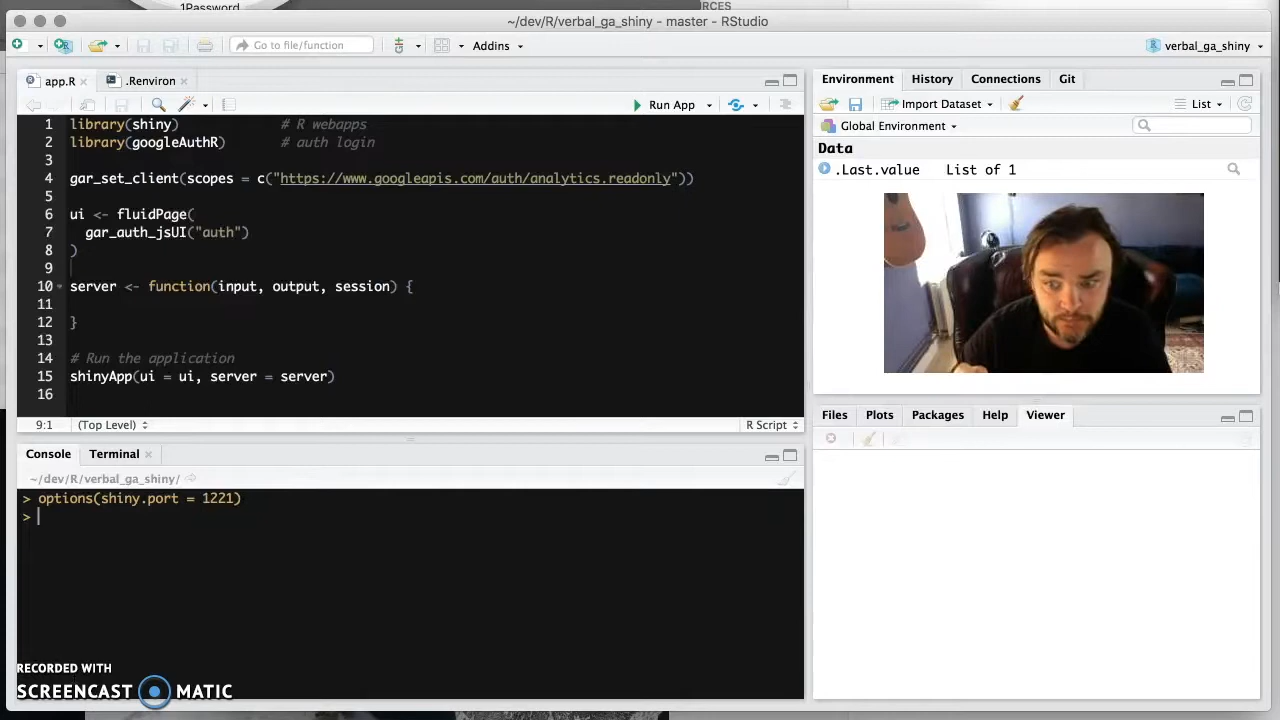 1Password
RCES
~/dev/R/verbal_ga_shiny - master - RStudio
Go to file/function
Addins
verbal_ga_shiny
app.R
.Renviron
Run App
1 library(shiny) # R webapps
2 library(googleAuthR) # auth login
3
4 gar_set_client(scopes = c("https://www.googleapis.com/auth/analytics.readonly"))
5
6 ui <- fluidPage(
7 gar_auth_jsUI("auth")
8 )
9
10 server <- function(input, output, session) {
11
12 }
13
14 # Run the application
15 shinyApp(ui = ui, server = server)
16
9:1 (Top Level) R Script
Console Terminal
~/dev/R/verbal_ga_shiny/
> options(shiny.port = 1221)
>
Environment History Connections Git
Import Dataset
List
Global Environment
Data
.Last.value List of 1
Files Plots Packages Help Viewer
RECORDED WITH
SCREENCAST MATIC